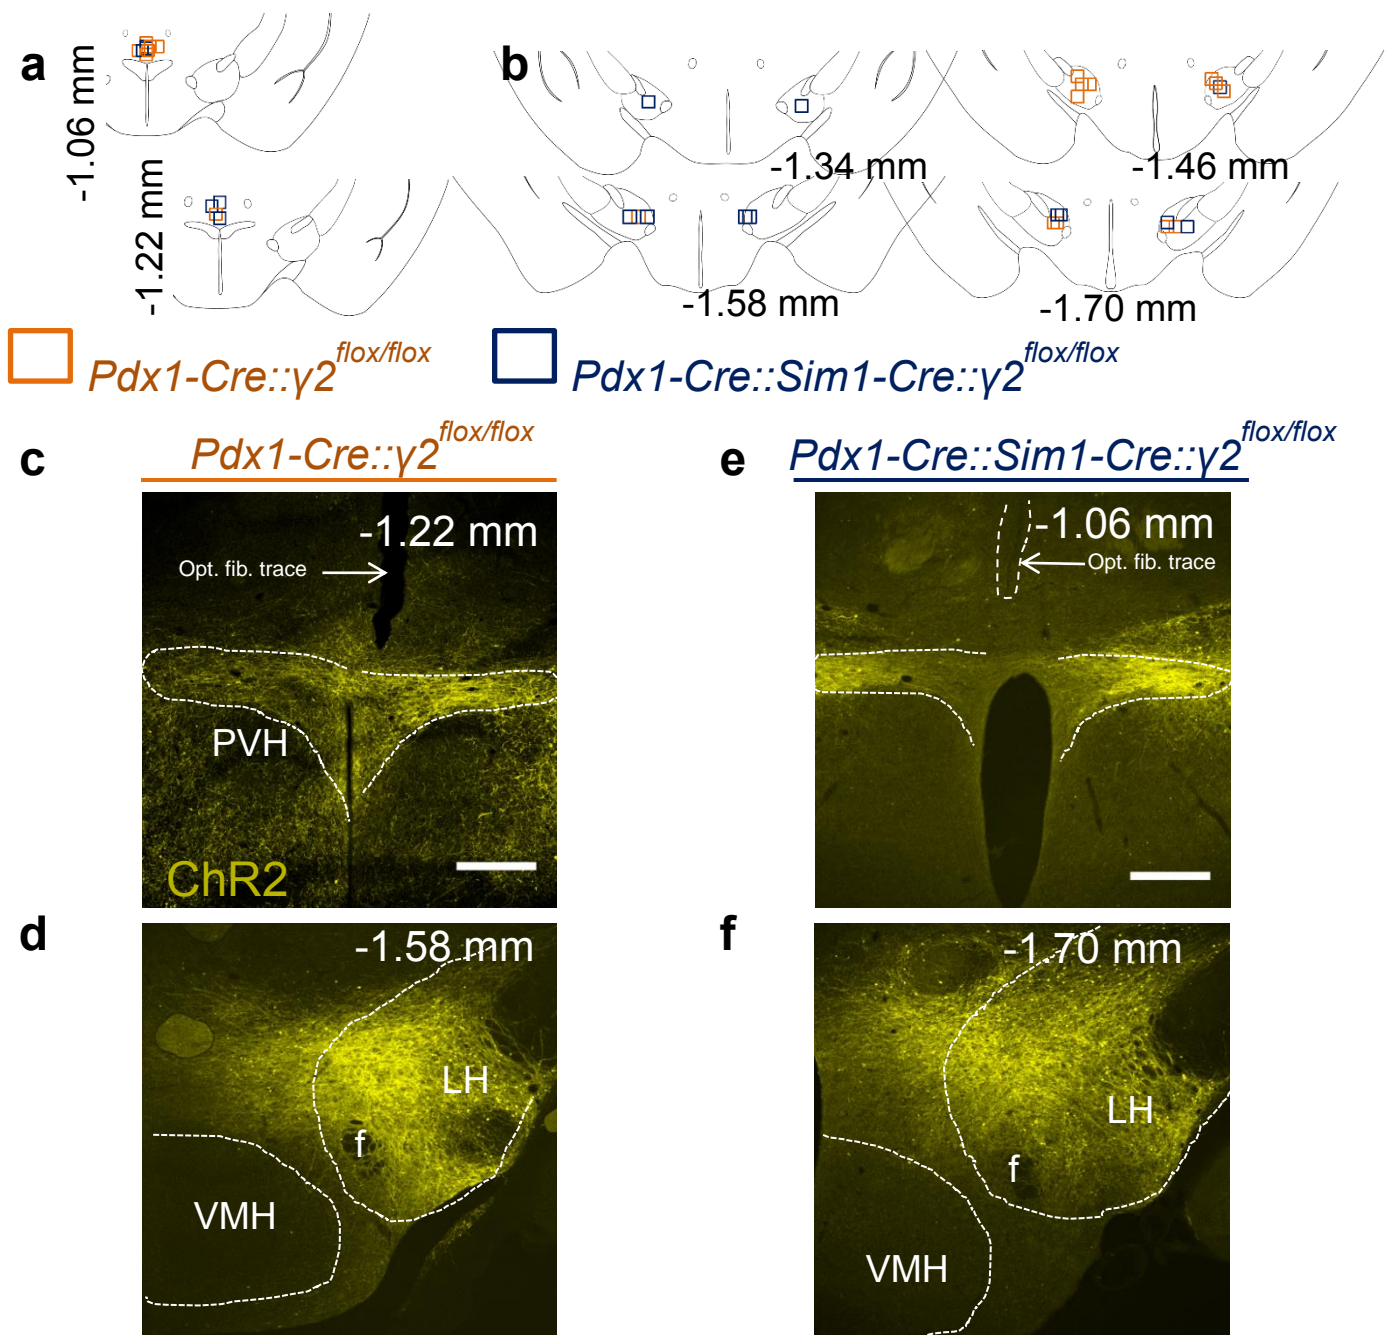 a
-1.06 mm
-1.22 mm
b
-1.34 mm
-1.46 mm
-1.58 mm
-1.70 mm
Pdx1-Cre::γ2flox/flox
Pdx1-Cre::Sim1-Cre::γ2flox/flox
c
Pdx1-Cre::γ2flox/flox
-1.22 mm
Opt. fib. trace
PVH
ChR2
d
-1.58 mm
LH
f
VMH
e
Pdx1-Cre::Sim1-Cre::γ2flox/flox
-1.06 mm
Opt. fib. trace
f
-1.70 mm
LH
f
VMH